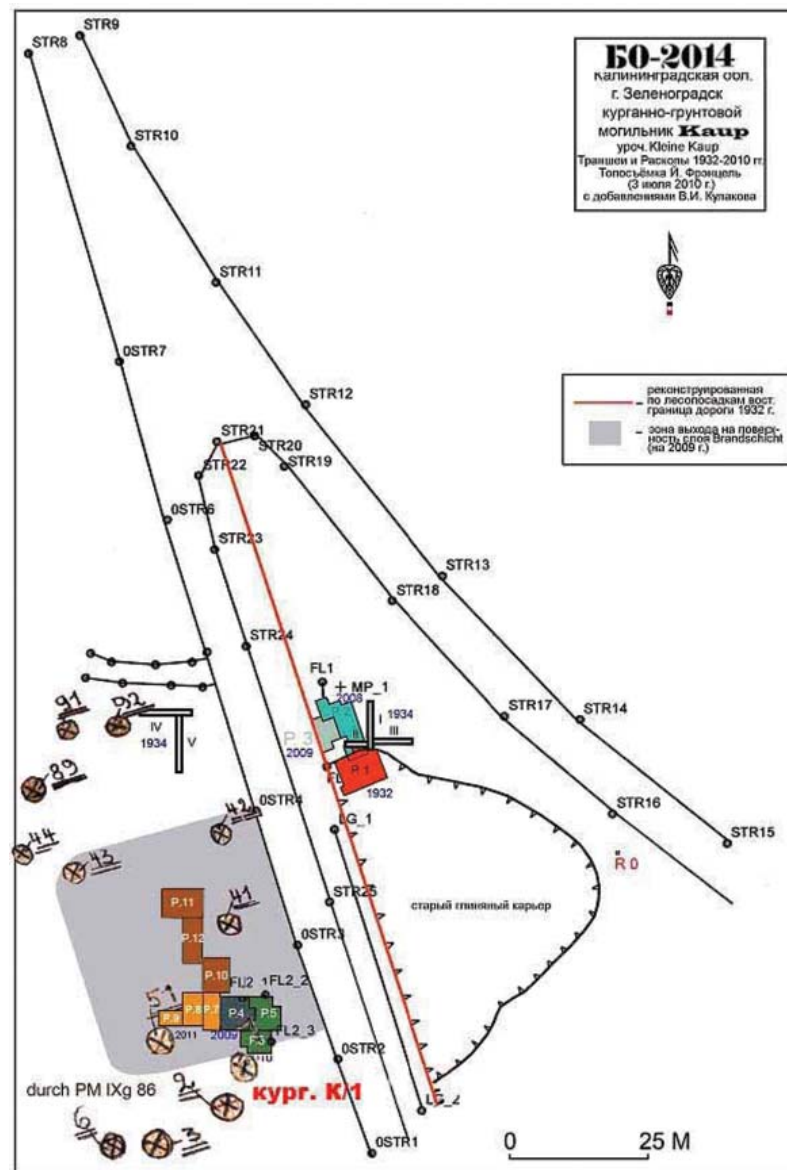 БО-2014
Калининградская обл.
г. Зеленоградск
курганно-грунтовой
могильник Kaup
уроч. Kleine Kaup
Траншеи и Раскопы 1932-2010 гг.
Топосъёмка Й. Фрэнцель
(3 июля 2010 г.)
с добавлениями В.И. Кулакова
реконструированная
по лесопосадкам вост.
граница дороги 1932 г.
зона выхода на поверх-
ность слоя Brandschicht
(на 2009 г.)
STR8
STR9
STR10
STR11
0STR7
STR12
STR21
STR20
STR19
STR22
0STR6
STR23
STR13
STR18
STR24
FL1
MP_1
2008
P. 2
1934
I
II
III
P. 3
2009
P. 1
1932
STR17
STR14
STR16
STR15
R 0
91
92
IV
1934
V
89
44
43
42
0STR4
LG_1
STR25
старый глиняный карьер
P.11
41
P.12
0STR3
P.10
FL2
FL2_2
51
P.9
P.8
P.7
P.4
P.5
2011
2009
FL2_3
0STR2
durch PM IXg 86
2
кург. К/1
LG_2
6
3
0STR1
0
25 M